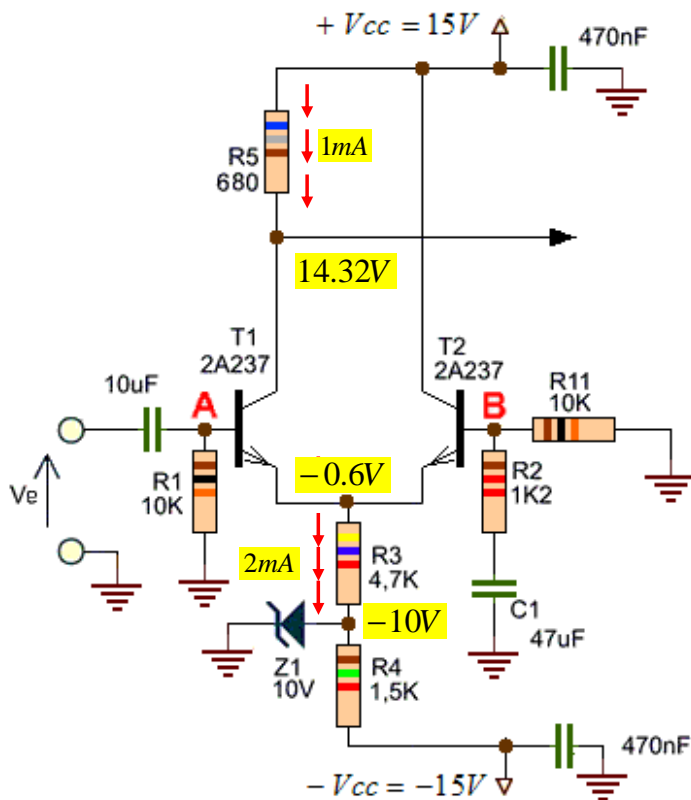 +Vcc = 15V
470nF
R5
680
1mA
14.32V
T1
2A237
T2
2A237
10uF
A
B
R11
10K
Ve
R1
10K
-0.6V
R2
1K2
2mA
R3
4,7K
-10V
C1
47uF
Z1
10V
R4
1,5K
470nF
-Vcc = -15V